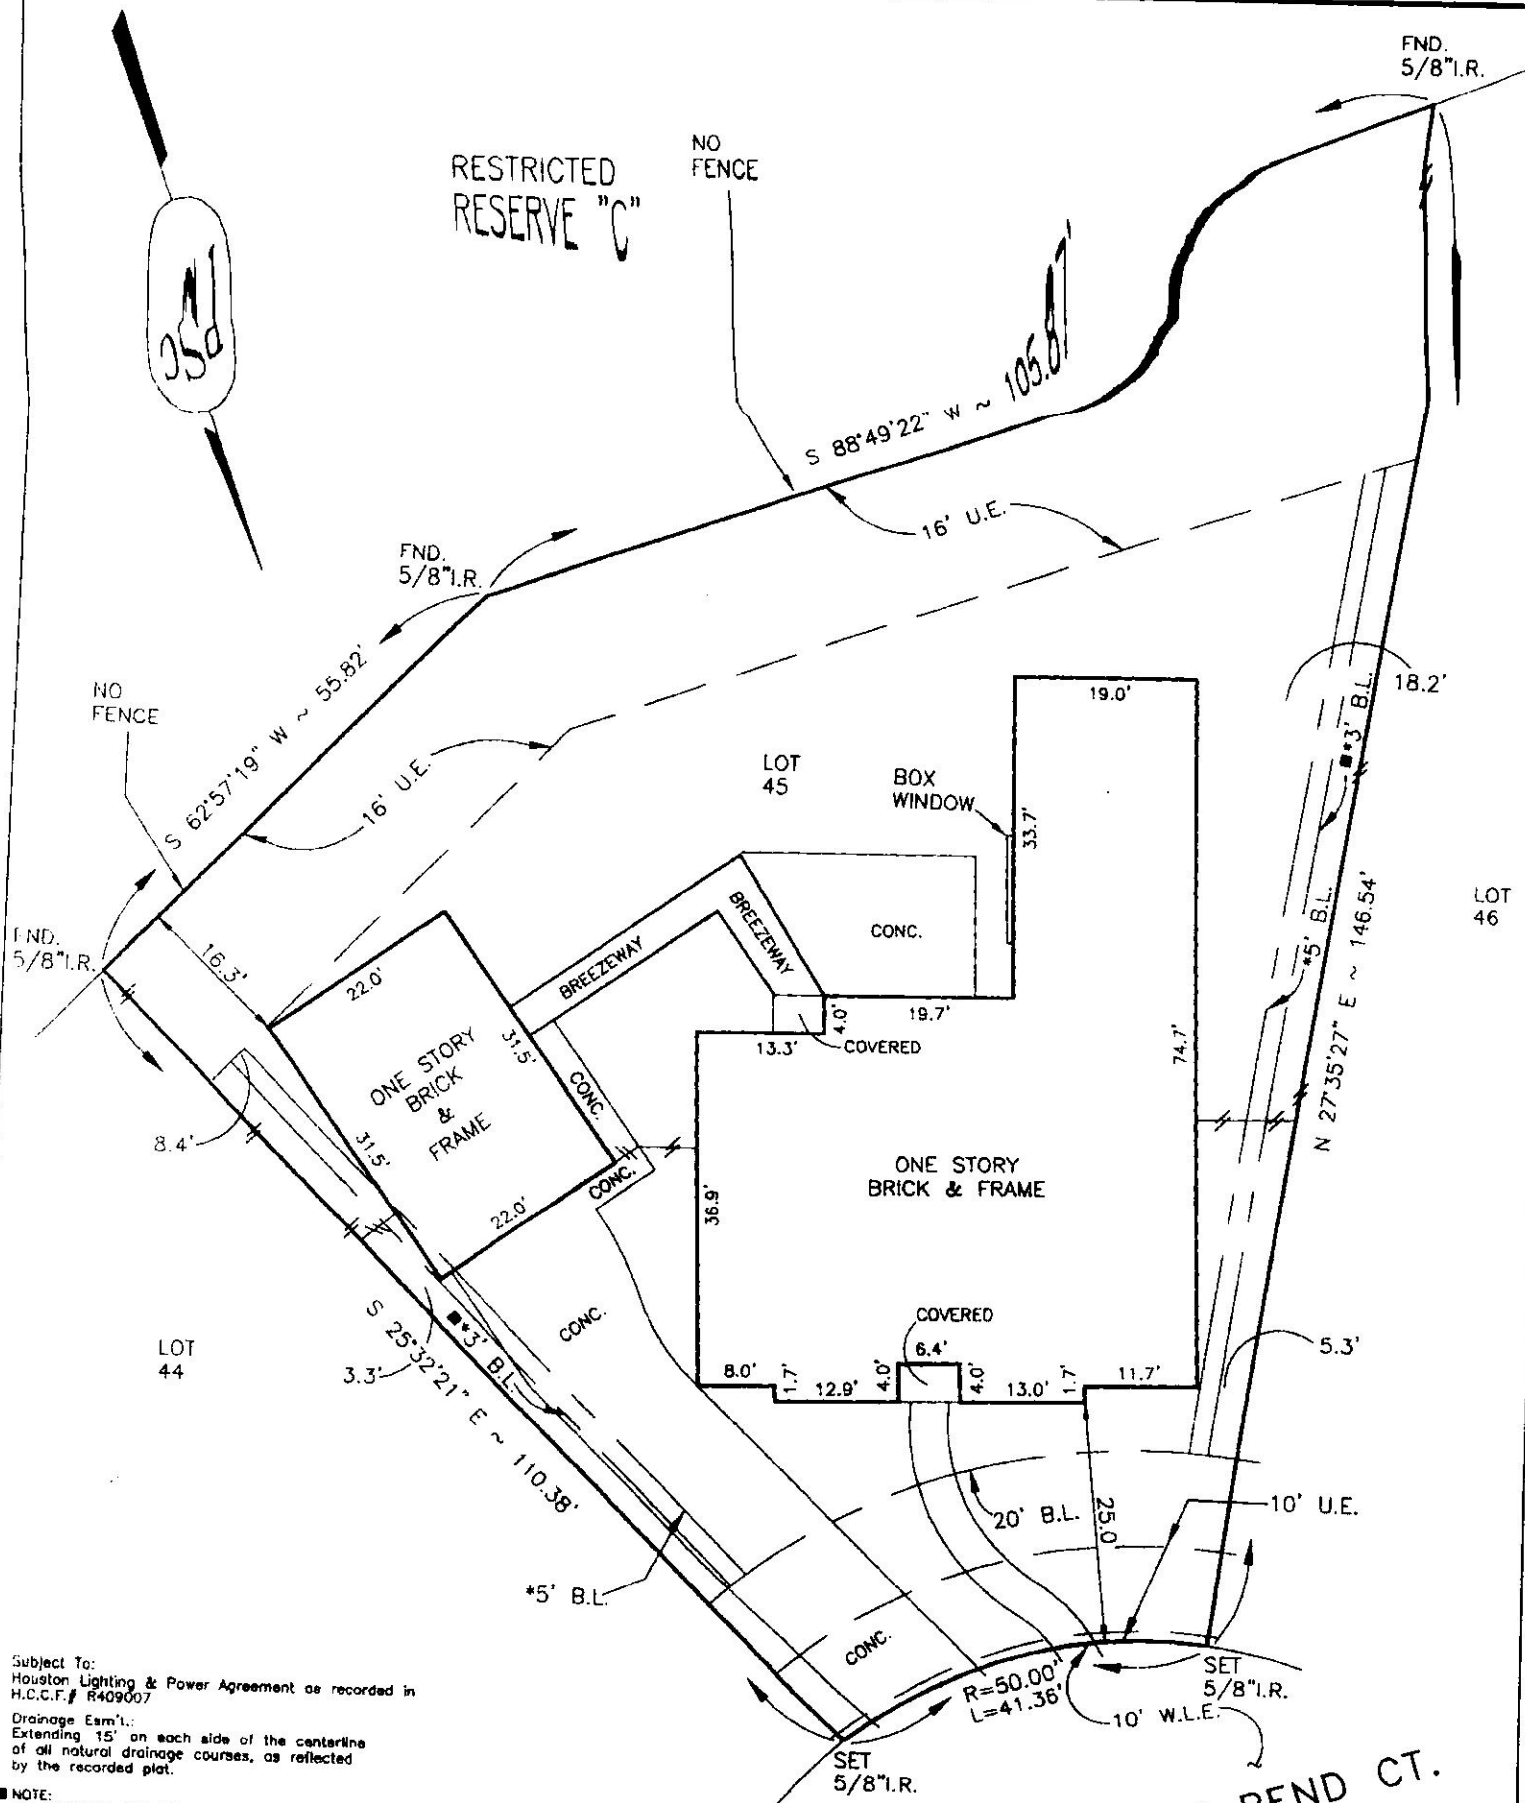 FND.
5/8"I.R.
NO
FENCE
RESTRICTED
RESERVE "C"
S 88°49'22" W ~ 105.87'
16' U.E.
FND.
5/8"I.R.
S 62°57'19" W ~ 55.82'
NO
FENCE
16' U.E.
18.2'
■*3' B.L.
19.0'
LOT
45
BOX
WINDOW
33.7'
LOT
46
*5' B.L.
N 27°35'27" E ~ 146.54'
BREEZEWAY
CONC.
BREEZEWAY
FND.
5/8"I.R.
16.3'
22.0'
19.7'
4.0'
13.3'
COVERED
74.7'
31.5'
ONE STORY
BRICK
&
FRAME
CONC.
8.4'
31.5'
CONC.
ONE STORY
BRICK & FRAME
36.9'
22.0'
CONC.
COVERED
6.4'
LOT
44
3.3'
■*3' B.L.
S 25°32'21" E ~ 110.38'
8.0'
1.7'
12.9'
4.0'
4.0'
13.0'
1.7'
11.7'
5.3'
20' B.L.
25.0
10' U.E.
*5' B.L.
CONC.
R=50.00'
L=41.36'
SET
5/8"I.R.
10' W.L.E.
SET
5/8"I.R.
BEND CT.
Subject To:
Houston Lighting & Power Agreement as recorded in
H.C.C.F.# R409007
Drainage Esm't.:
Extending 15' on each side of the centerline
of all natural drainage courses, as reflected
by the recorded plat.
■ NOTE: